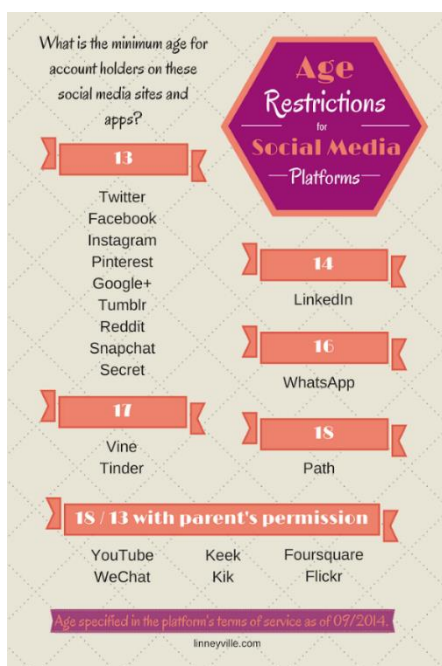 What is the minimum age for
account holders on these
social media sites and
apps?
Age
Restrictions
for
Social Media
Platforms
13
Twitter
Facebook
Instagram
Pinterest
Google+
Tumblr
Reddit
Snapchat
Secret
14
LinkedIn
16
WhatsApp
17
Vine
Tinder
18
Path
18 / 13 with parent's permission
YouTube Keek Foursquare
WeChat Kik Flickr
Age specified in the platform's terms of service as of 09/2014.
linneyville.com